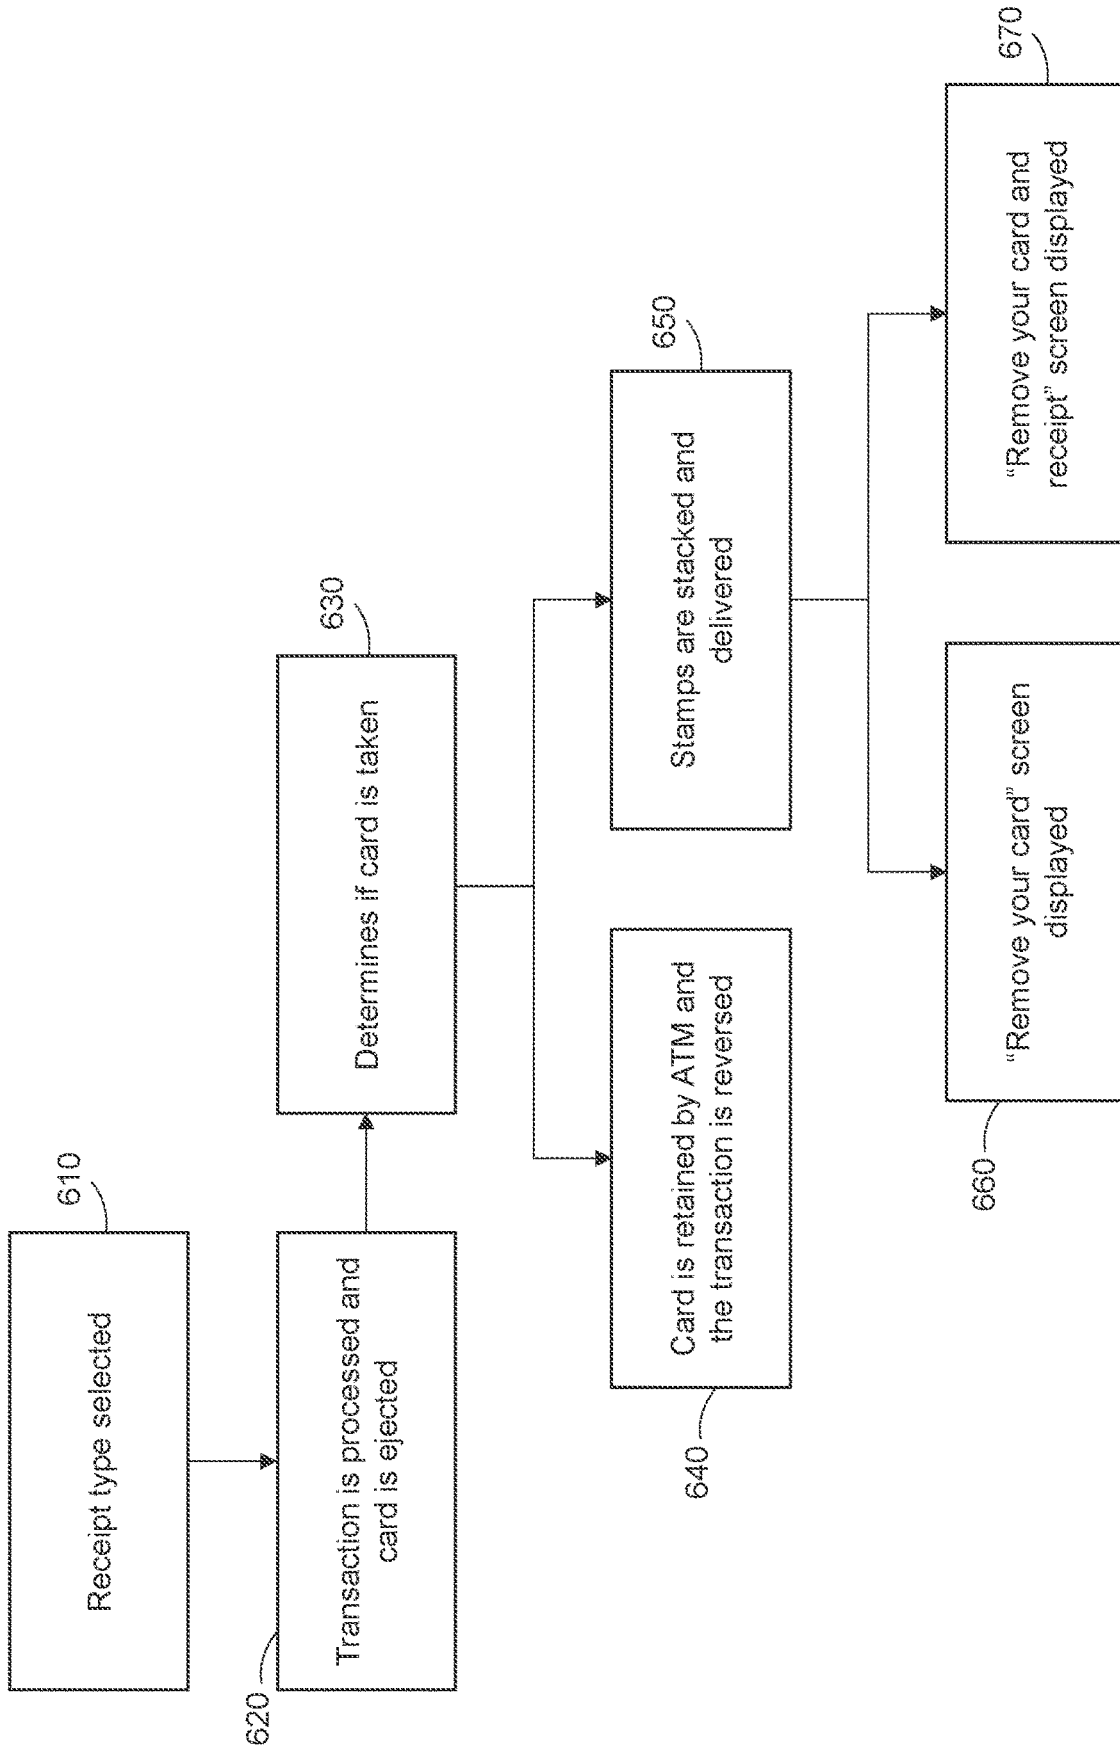 610
Receipt type selected
620
Transaction is processed and
card is ejected
630
Determines if card is taken
640
Card is retained by ATM and
the transaction is reversed
650
Stamps are stacked and
delivered
660
“Remove your card” screen
displayed
670
“Remove your card and
receipt” screen displayed